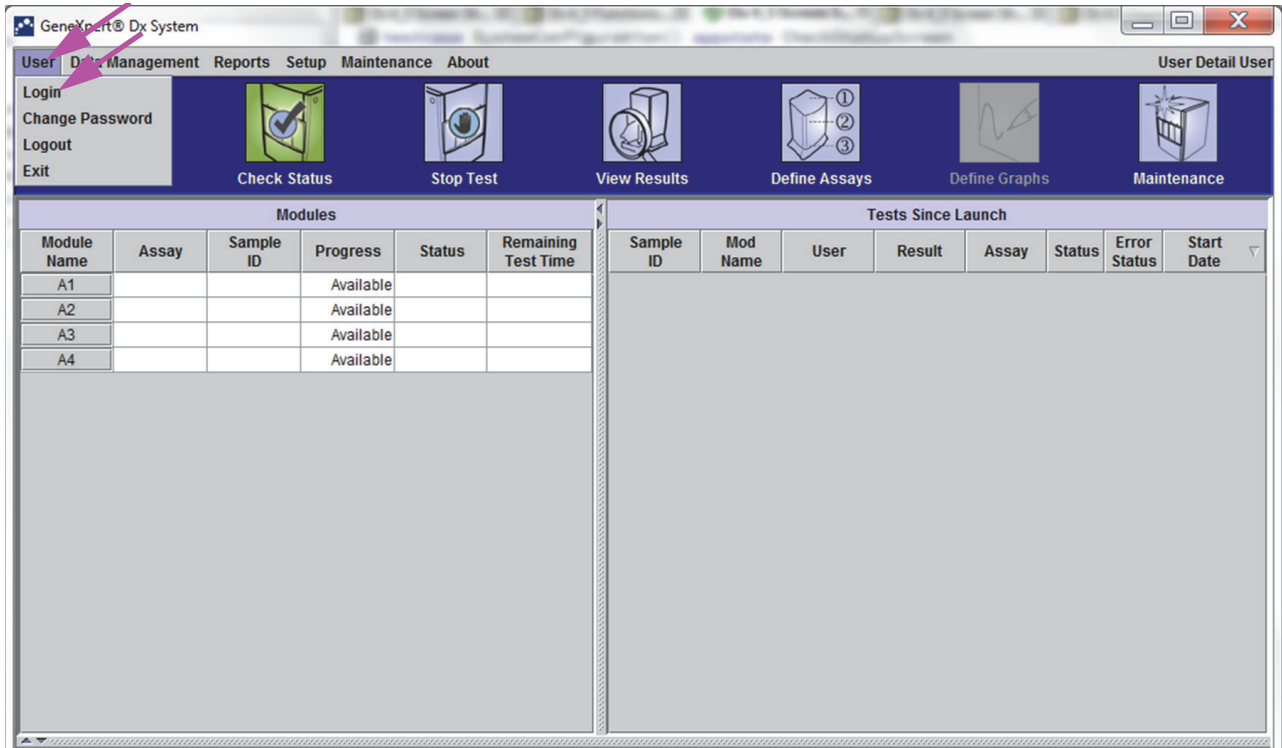 GeneXpert® Dx System
User Data Management Reports Setup Maintenance About User Detail User
Login
Change Password
Logout
Exit
Check Status Stop Test View Results Define Assays Define Graphs Maintenance
① ② ③
Modules
Module Name Assay Sample ID Progress Status Remaining Test Time
A1 Available
A2 Available
A3 Available
A4 Available
Tests Since Launch
Sample ID Mod Name User Result Assay Status Error Status Start Date